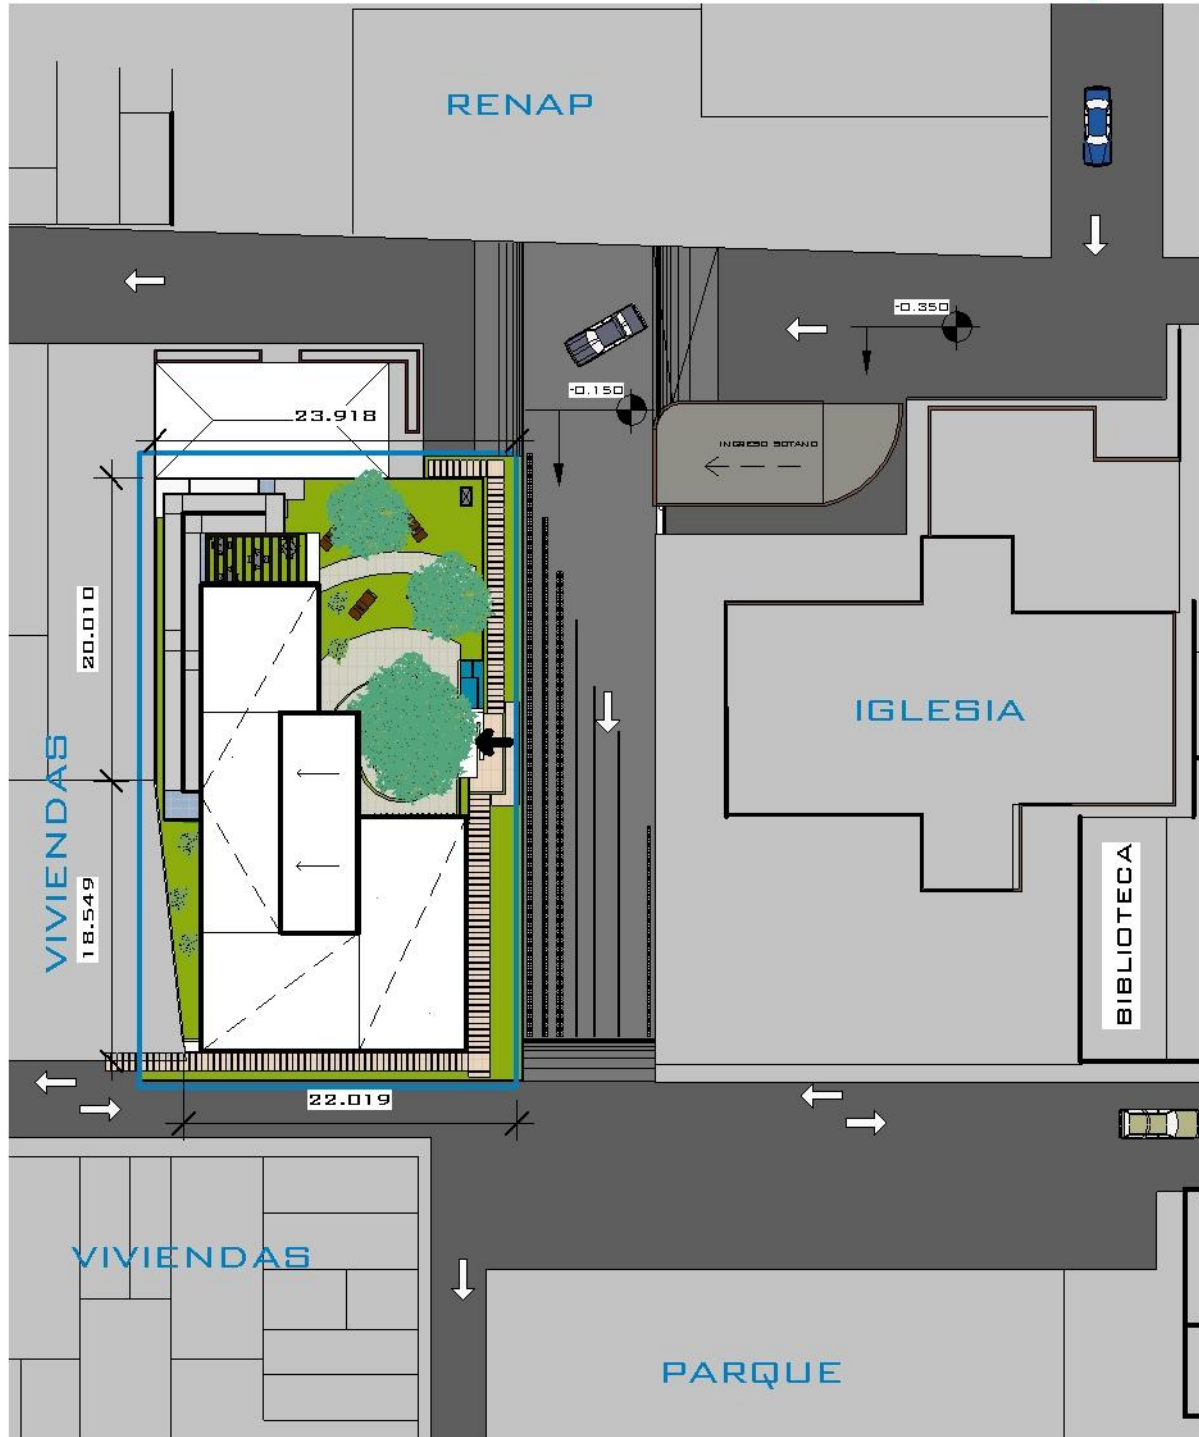 RENAP
-0.350
-0.150
23.918
INGRESO SOTANO
20.010
IGLESIA
VIVIENDAS
18.549
BIBLIOTECA
22.019
VIVIENDAS
PARQUE